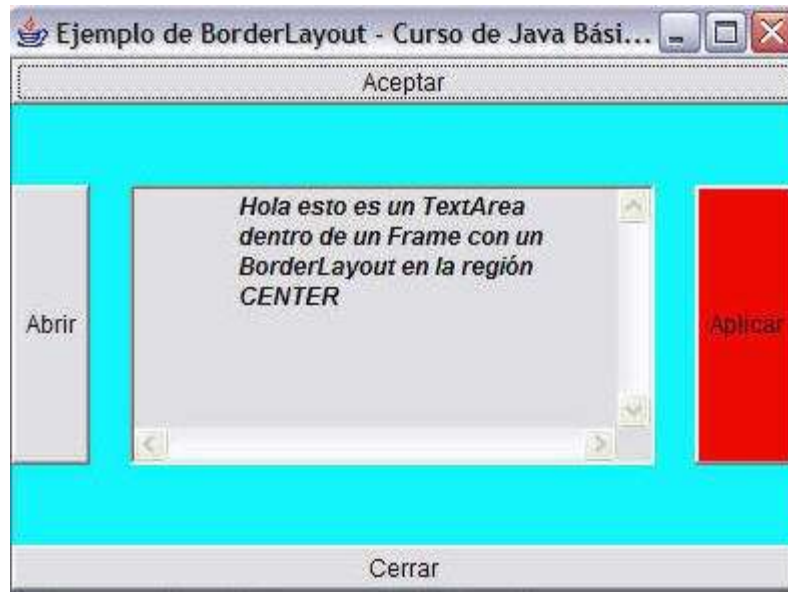 Ejemplo de BorderLayout - Curso de Java Bási...
Aceptar
Abrir
Hola esto es un TextArea
dentro de un Frame con un
BorderLayout en la región
CENTER
Aplicar
Cerrar